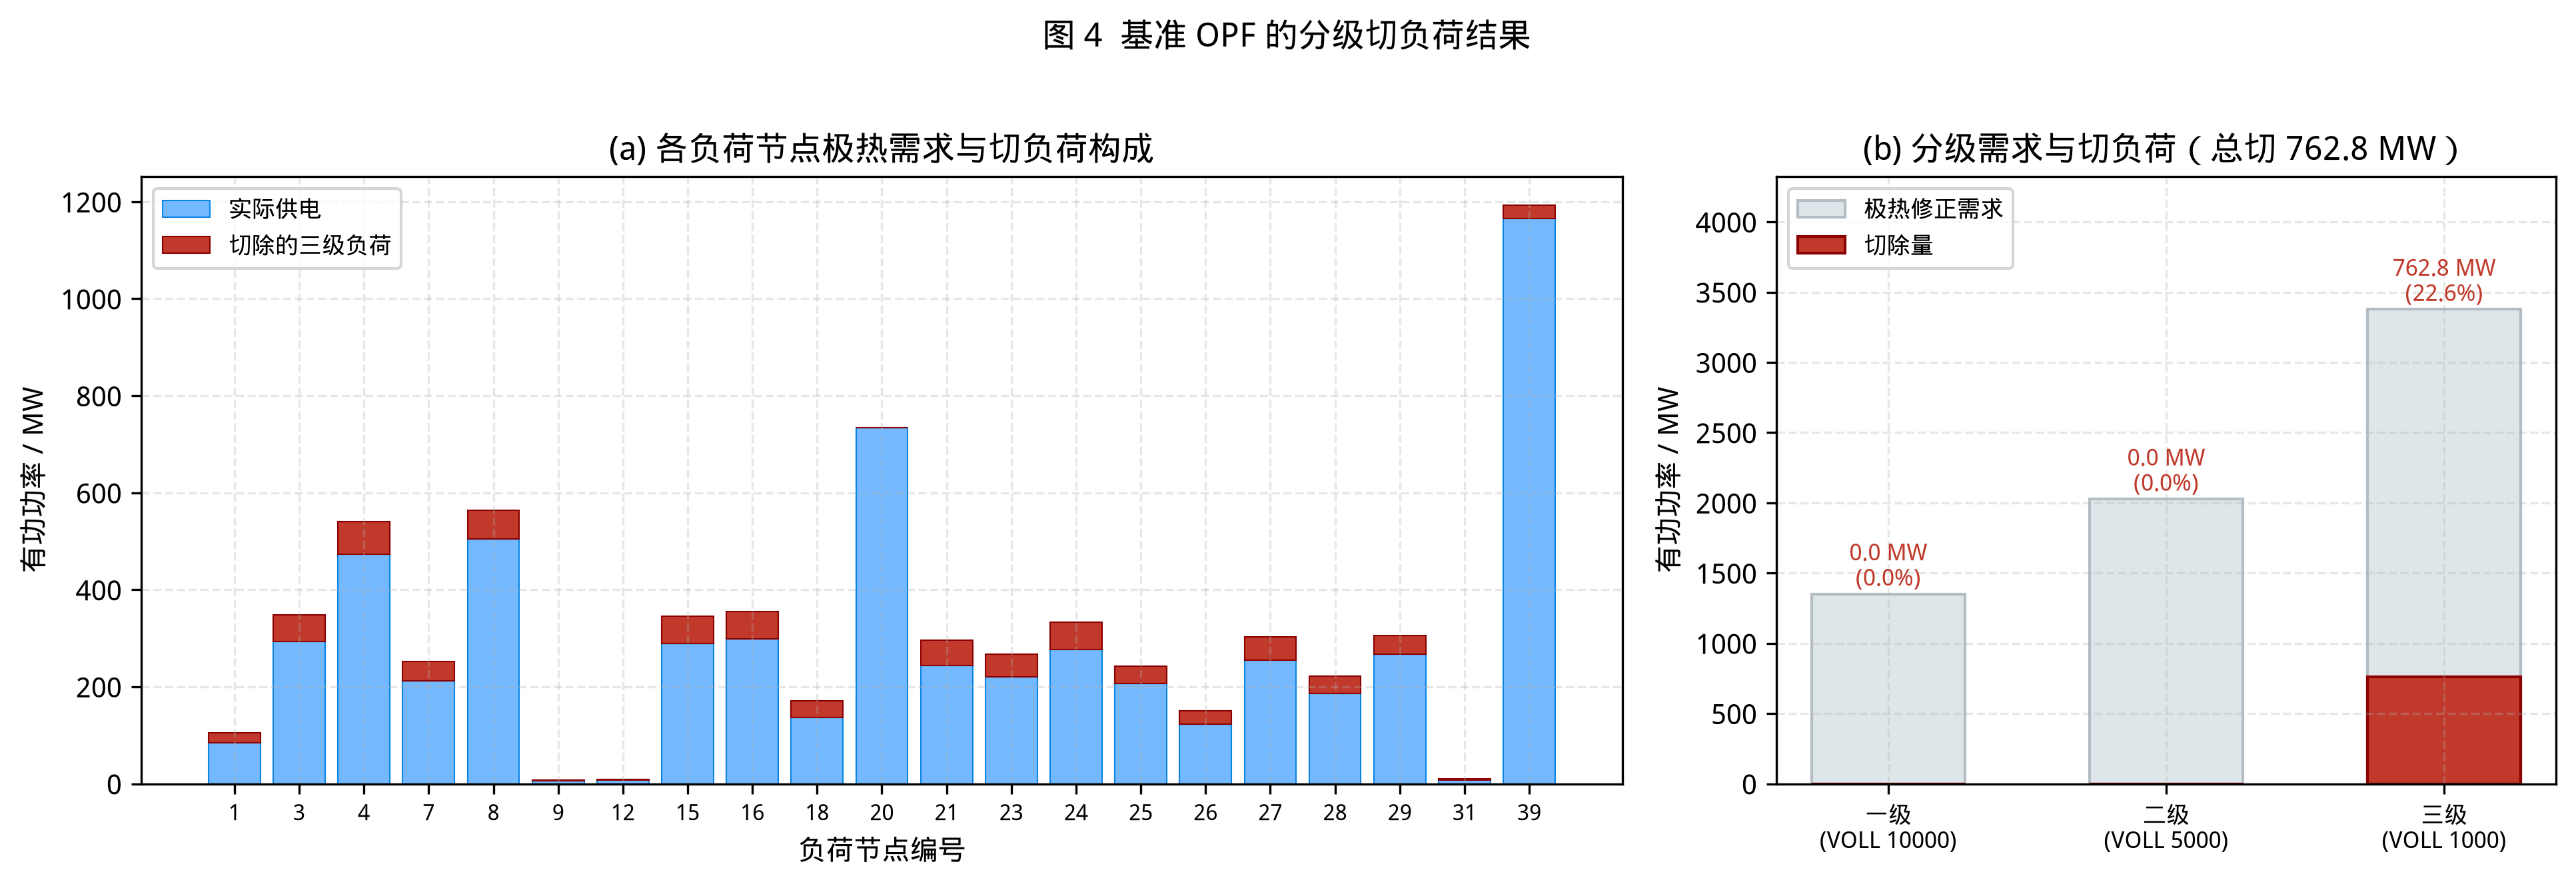 图 4  基准 OPF 的分级切负荷结果
(a) 各负荷节点极热需求与切负荷构成
实际供电
切除的三级负荷
有功功率 / MW
1200
1000
800
600
400
200
0
1 3 4 7 8 9 12 15 16 18 20 21 23 24 25 26 27 28 29 31 39
负荷节点编号
(b) 分级需求与切负荷（总切 762.8 MW）
极热修正需求
切除量
有功功率 / MW
4000
3500
3000
2500
2000
1500
1000
500
0
0.0 MW
(0.0%)
0.0 MW
(0.0%)
762.8 MW
(22.6%)
一级
(VOLL 10000)
二级
(VOLL 5000)
三级
(VOLL 1000)